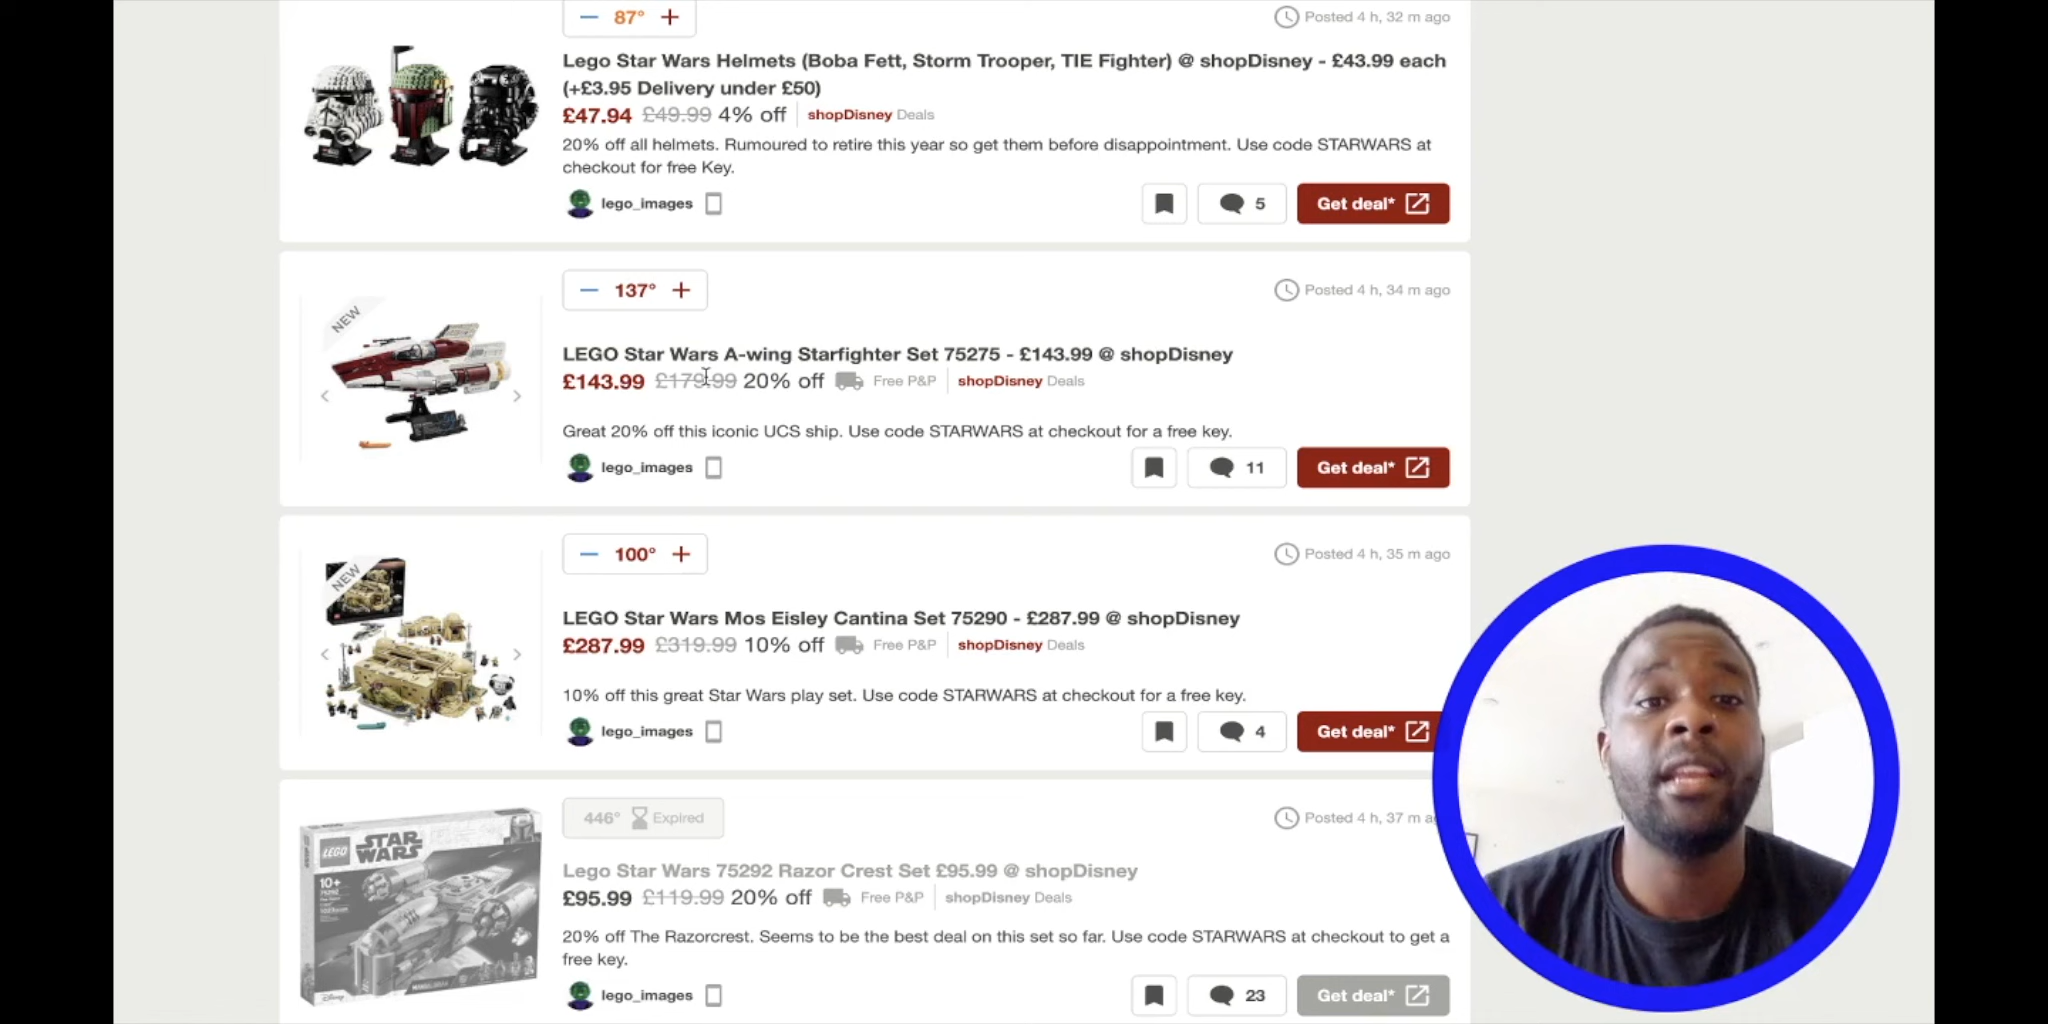 87°
Posted 4 h, 32 m ago
Lego Star Wars Helmets (Boba Fett, Storm Trooper, TIE Fighter) @ shopDisney - £43.99 each
(+£3.95 Delivery under £50)
£47.94 £49.99 4% off shopDisney Deals
20% off all helmets. Rumoured to retire this year so get them before disappointment. Use code STARWARS at
checkout for free Key.
lego_images
5
Get deal*
NEW
137°
Posted 4 h, 34 m ago
LEGO Star Wars A-wing Starfighter Set 75275 - £143.99 @ shopDisney
£143.99 £179.99 20% off Free P&P shopDisney Deals
Great 20% off this iconic UCS ship. Use code STARWARS at checkout for a free key.
lego_images
11
Get deal*
NEW
100°
Posted 4 h, 35 m ago
LEGO Star Wars Mos Eisley Cantina Set 75290 - £287.99 @ shopDisney
£287.99 £319.99 10% off Free P&P shopDisney Deals
10% off this great Star Wars play set. Use code STARWARS at checkout for a free key.
lego_images
4
Get deal*
LEGO STAR WARS
10+
Disney
446° Expired
Posted 4 h, 37 m a
Lego Star Wars 75292 Razor Crest Set £95.99 @ shopDisney
£95.99 £119.99 20% off Free P&P shopDisney Deals
20% off The Razorcrest. Seems to be the best deal on this set so far. Use code STARWARS at checkout to get a
free key.
lego_images
23
Get deal*